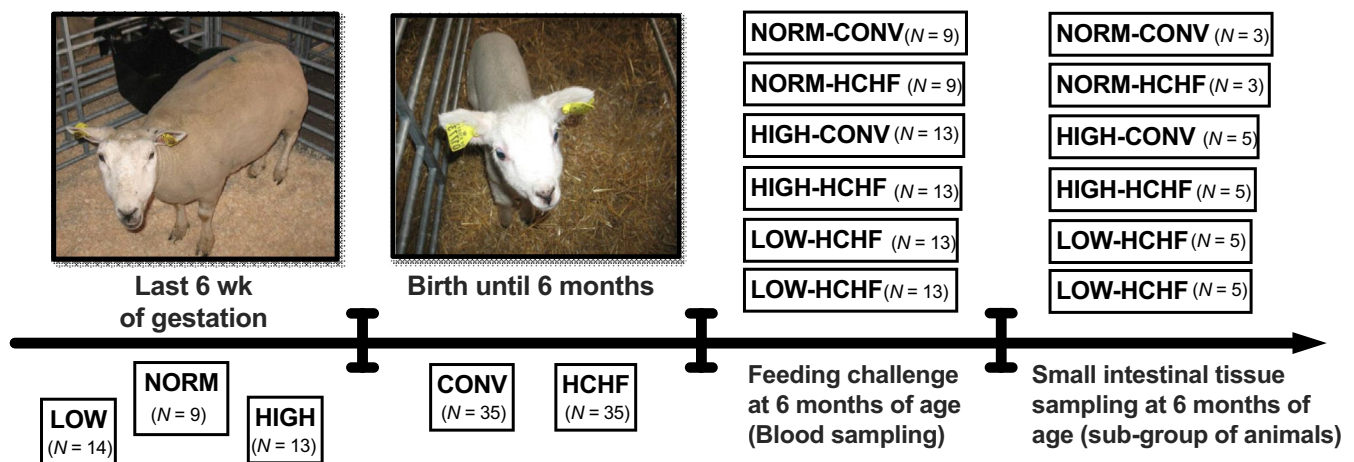 NORM-CONV(N = 9)
NORM-HCHF (N = 9)
HIGH-CONV (N = 13)
HIGH-HCHF (N = 13)
LOW-HCHF (N = 13)
LOW-HCHF(N = 13)
NORM-CONV (N = 3)
NORM-HCHF (N = 3)
HIGH-CONV (N = 5)
HIGH-HCHF (N = 5)
LOW-HCHF (N = 5)
LOW-HCHF (N = 5)
Last 6 wk
of gestation
Birth until 6 months
LOW
(N = 14)
NORM
(N = 9)
HIGH
(N = 13)
CONV
(N = 35)
HCHF
(N = 35)
Feeding challenge
at 6 months of age
(Blood sampling)
Small intestinal tissue
sampling at 6 months of
age (sub-group of animals)